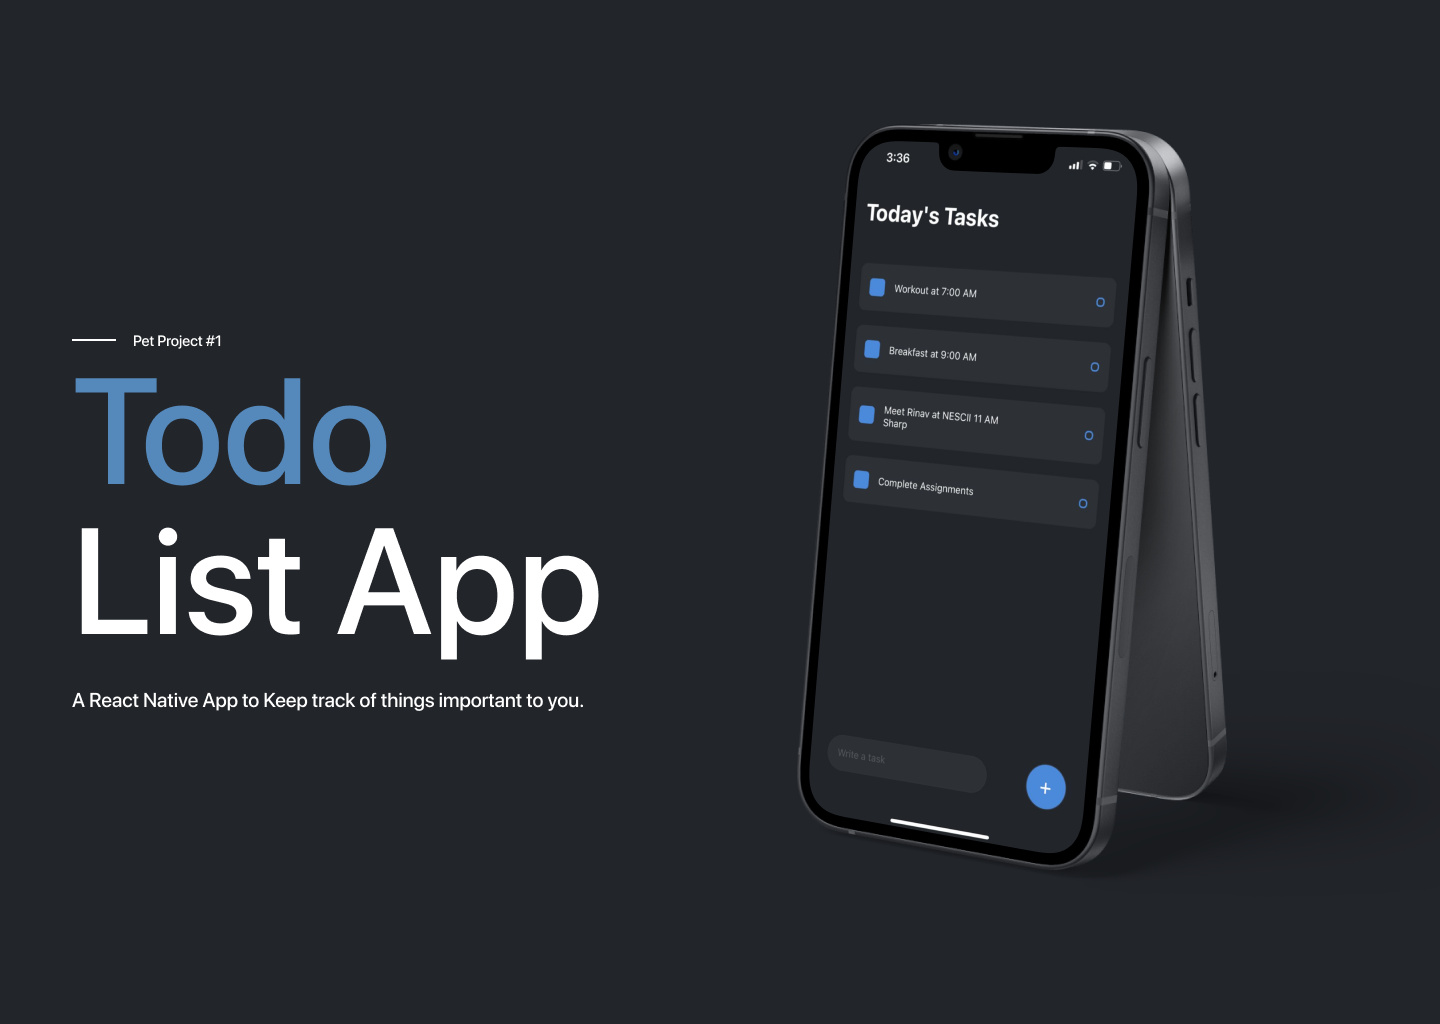 Pet Project #1
Todo
List App
A React Native App to Keep track of things important to you.
3:36
Today's Tasks
Workout at 7:00 AM
Breakfast at 9:00 AM
Meet Rinav at NESCII 11 AM
Sharp
Complete Assignments
Write a task
+